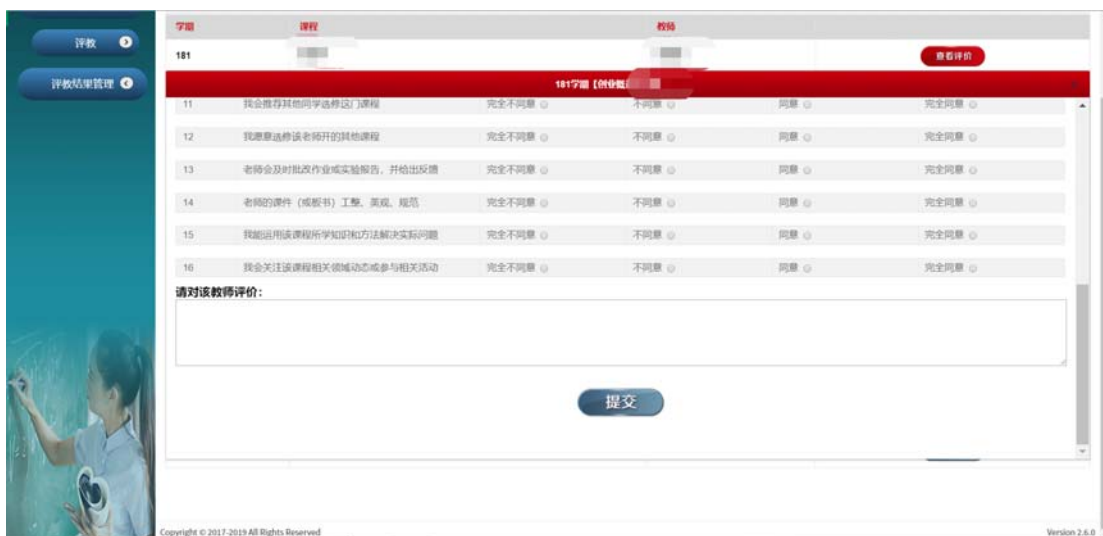 评教
评教结果管理
学期 课程 教师
181 查看评价
181学期【创业概
11 我会推荐其他同学选修这门课程 完全不同意 不同意 同意 完全同意
12 我愿意选修该老师开的其他课程 完全不同意 不同意 同意 完全同意
13 老师会及时批改作业或实验报告，并给出反馈 完全不同意 不同意 同意 完全同意
14 老师的课件（或板书）工整、美观、规范 完全不同意 不同意 同意 完全同意
15 我能运用该课程所学知识和方法解决实际问题 完全不同意 不同意 同意 完全同意
16 我会关注该课程相关领域动态或参与相关活动 完全不同意 不同意 同意 完全同意
请对该教师评价：
提交
Copyright © 2017-2019 All Rights Reserved Version 2.6.0